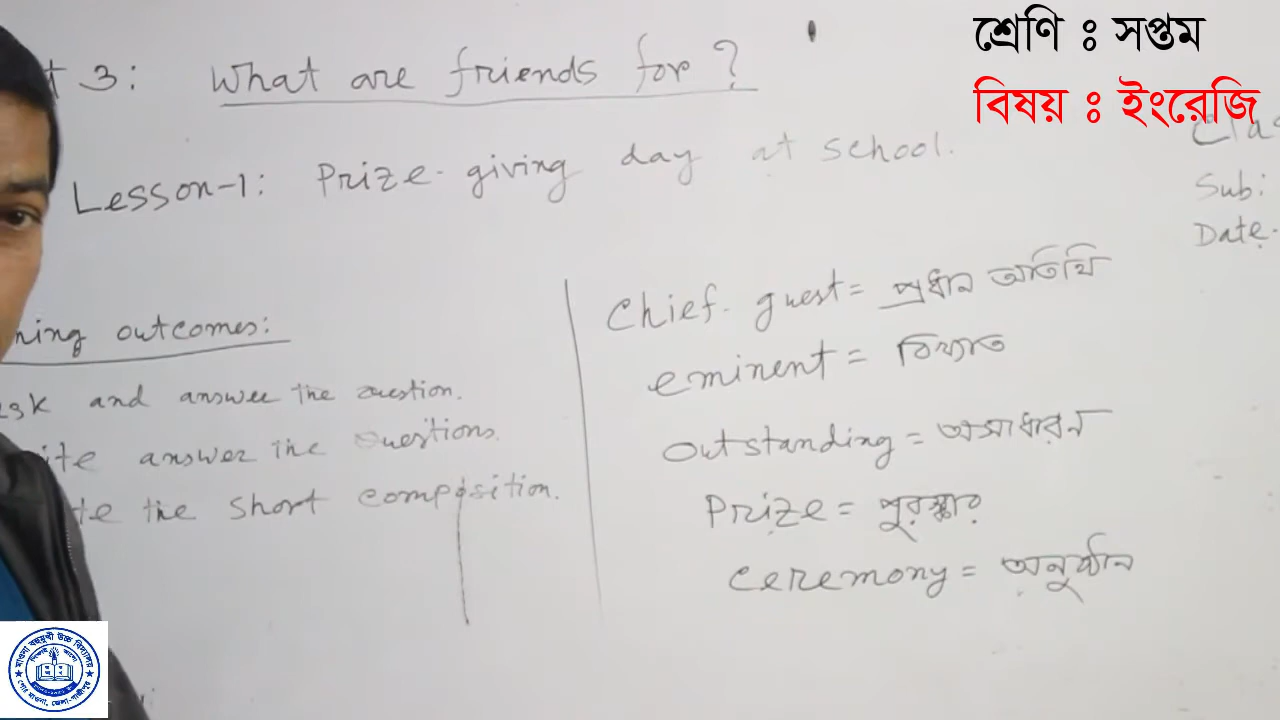 শ্রেণি : সপ্তম
বিষয় : ইংরেজি
t 3: What are friends for?
Lesson-1: Prize-giving day at school.
Clas
Sub:
Date.
ning outcomes:
and answer the question.
ite answer the questions.
te the short composition.
Chief-guest = প্রধান অতিথি
eminent = বিখ্যাত
Outstanding = অসাধারন
Prize = পুরস্কার
Ceremony = অনুষ্ঠান